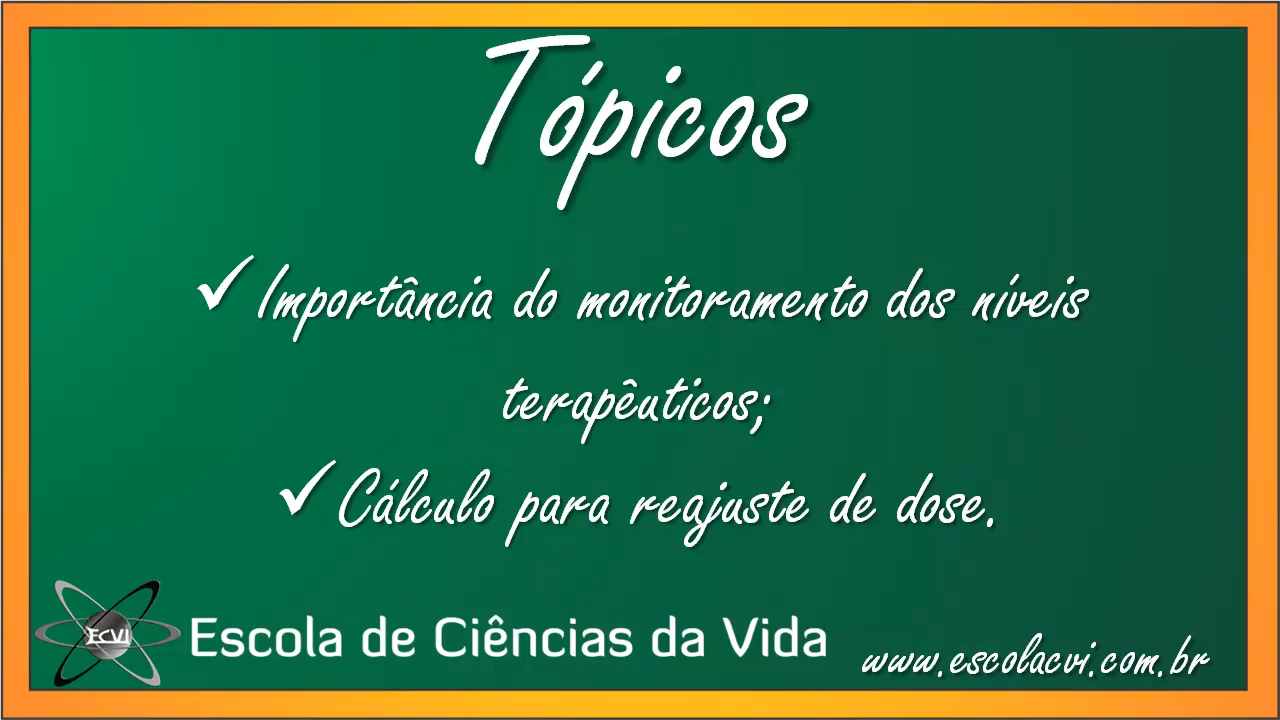 Tópicos
✓ Importância do monitoramento dos níveis
terapêuticos;
✓ Cálculo para reajuste de dose.
ECVI
Escola de Ciências da Vida
www.escolacvi.com.br